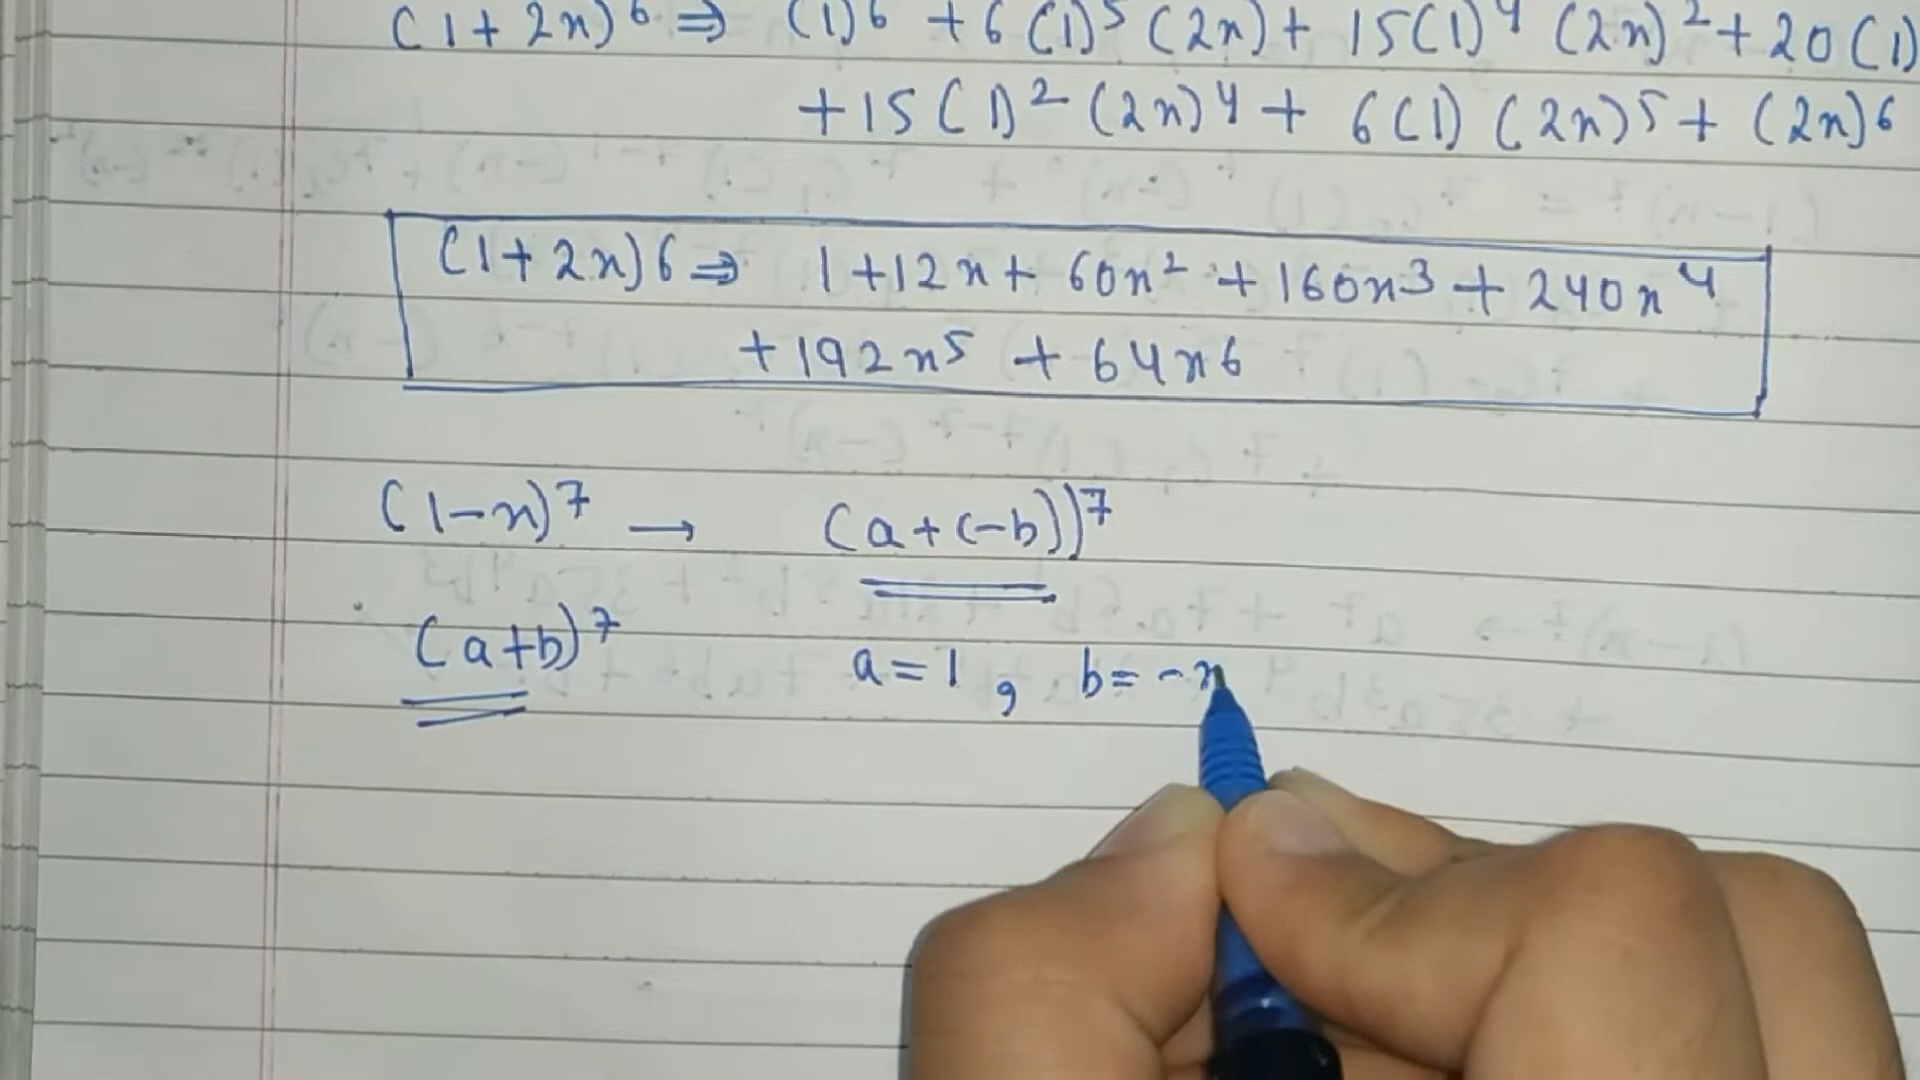 (1+2x)6 ⇒ (1)6 + 6(1)5 (2x) + 15(1)4 (2x)2 + 20(1)
+15(1)2 (2x)4 + 6(1) (2x)5 + (2x)6
(1+2x)6 ⇒ 1+12x+ 60x2 + 160x3 + 240x4
+192x5 + 64x6
(1-x)7 → (a+(-b))7
(a+b)7 a=1, b=-x